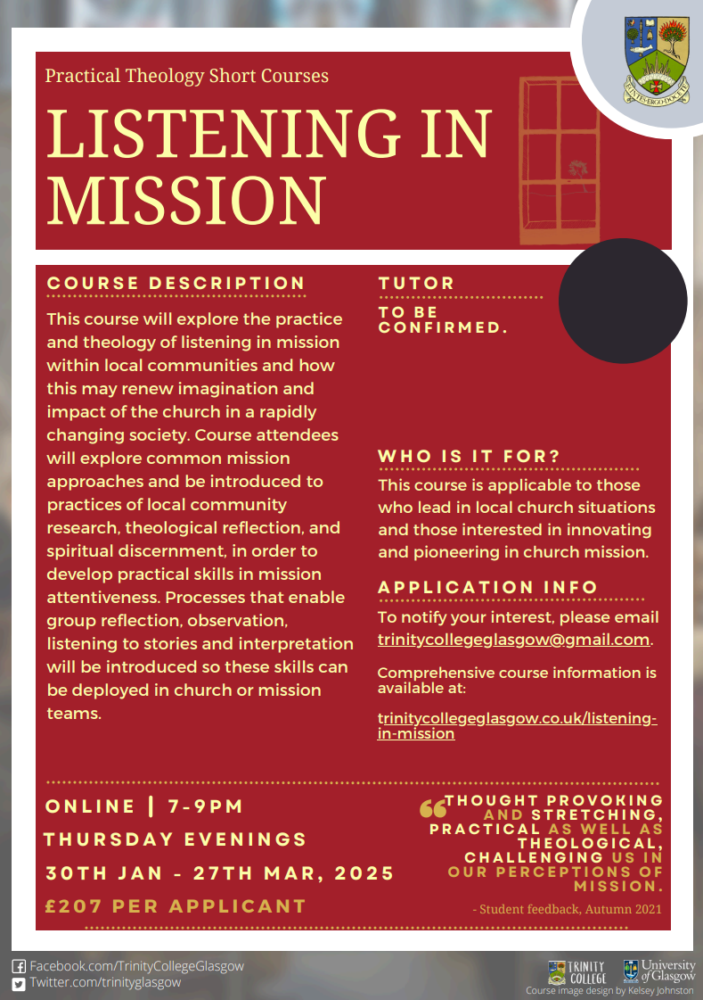 Practical Theology Short Courses
LISTENING IN
MISSION
COURSE DESCRIPTION
This course will explore the practice
and theology of listening in mission
within local communities and how
this may renew imagination and
impact of the church in a rapidly
changing society. Course attendees
will explore common mission
approaches and be introduced to
practices of local community
research, theological reflection, and
spiritual discernment, in order to
develop practical skills in mission
attentiveness. Processes that enable
group reflection, observation,
listening to stories and interpretation
will be introduced so these skills can
be deployed in church or mission
teams.
TUTOR
TO BE
CONFIRMED.
WHO IS IT FOR?
This course is applicable to those
who lead in local church situations
and those interested in innovating
and pioneering in church mission.
APPLICATION INFO
To notify your interest, please email
trinitycollegeglasgow@gmail.com.
Comprehensive course information is
available at:
trinitycollegeglasgow.co.uk/listening-
in-mission
ONLINE | 7-9PM
THURSDAY EVENINGS
30TH JAN - 27TH MAR, 2025
£207 PER APPLICANT
“THOUGHT PROVOKING
AND STRETCHING,
PRACTICAL AS WELL AS
THEOLOGICAL,
CHALLENGING US IN
OUR PERCEPTIONS OF
MISSION.
- Student feedback, Autumn 2021
Facebook.com/TrinityCollegeGlasgow
Twitter.com/trinityglasgow
TRINITY
COLLEGE
University
of Glasgow
Course image design by Kelsey Johnston